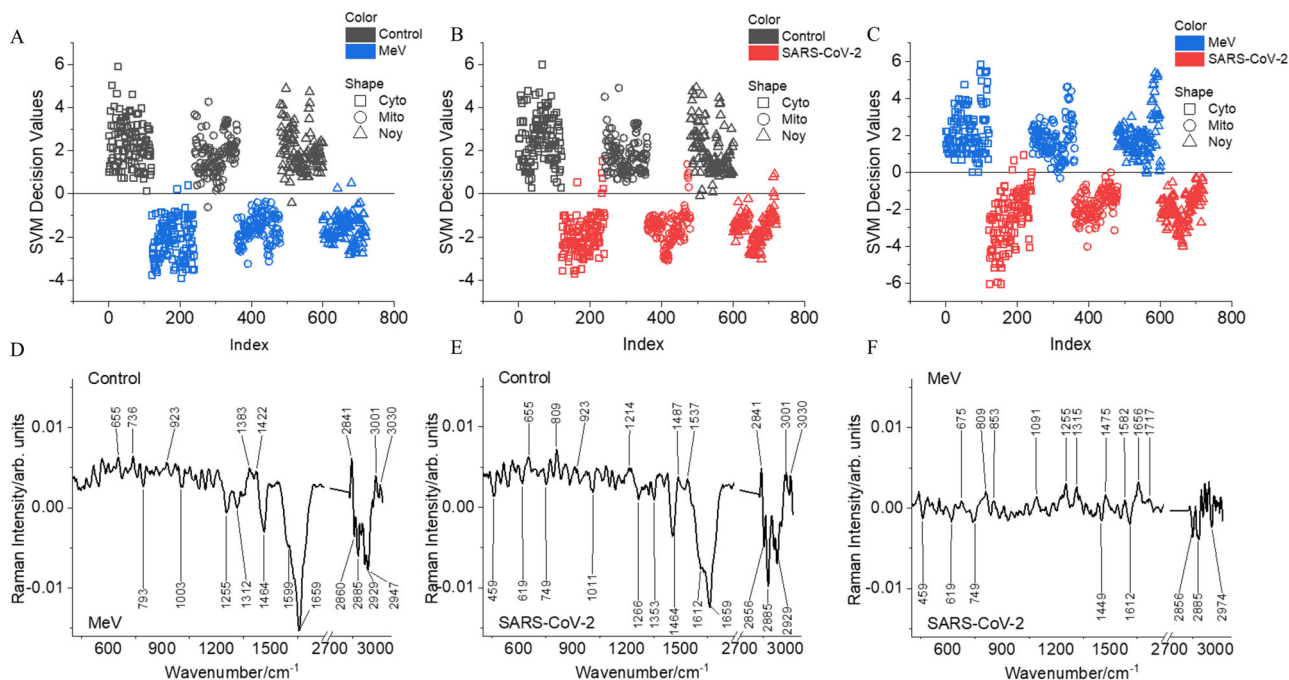 A
Color
Control
MeV
Shape
Cyto
Mito
Noy
SVM Decision Values
6
4
2
0
-2
-4
0 200 400 600 800
Index
B
Color
Control
SARS-CoV-2
Shape
Cyto
Mito
Noy
SVM Decision Values
6
4
2
0
-2
-4
0 200 400 600 800
Index
C
Color
MeV
SARS-CoV-2
Shape
Cyto
Mito
Noy
SVM Decision Values
6
4
2
0
-2
-4
-6
0 200 400 600 800
Index
D
Control
655 736 923 1383 1422 2841 3001 3030
Raman Intensity/arb. units
0.01
0.00
-0.01
793 1003 1255 1312 1464 1599 1659 2860 2885 2929 2947
MeV
600 900 1200 1500 2700 3000
Wavenumber/cm-1
E
Control
655 809 923 1214 1487 1537 2841 3001 3030
Raman Intensity/arb. units
0.01
0.00
-0.01
459 619 749 1011 1266 1353 1464 1612 1659 2856 2885 2929
SARS-CoV-2
600 900 1200 1500 2700 3000
Wavenumber/cm-1
F
MeV
675 809 853 1091 1255 1315 1475 1582 1656 1717
Raman Intensity/arb. units
0.01
0.00
-0.01
459 619 749 1449 1612 2856 2885 2974
SARS-CoV-2
600 900 1200 1500 2700 3000
Wavenumber/cm-1